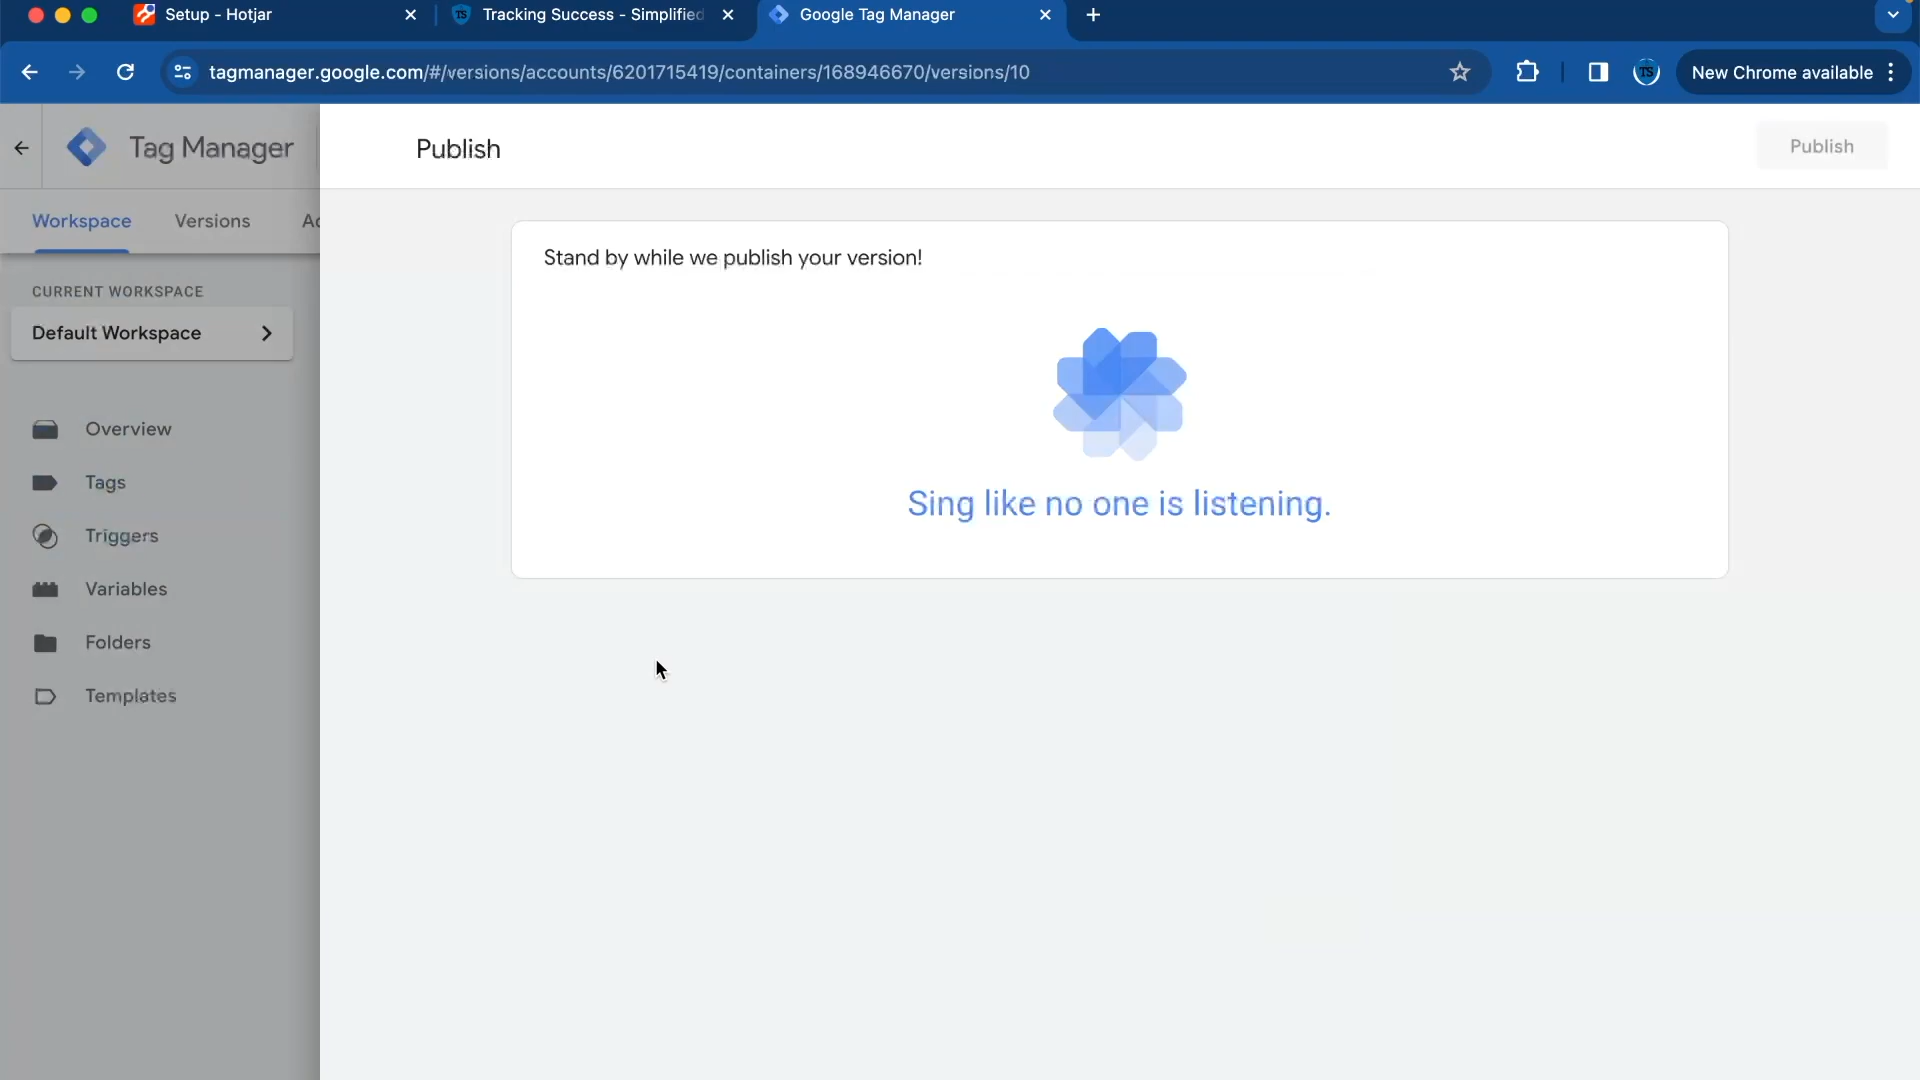 Setup - Hotjar
Tracking Success - Simplified
Google Tag Manager
tagmanager.google.com/#/versions/accounts/6201715419/containers/168946670/versions/10
TS
New Chrome available
Tag Manager
Publish
Publish
Workspace
Versions
Stand by while we publish your version!
CURRENT WORKSPACE
Default Workspace
Sing like no one is listening.
Overview
Tags
Triggers
Variables
Folders
Templates